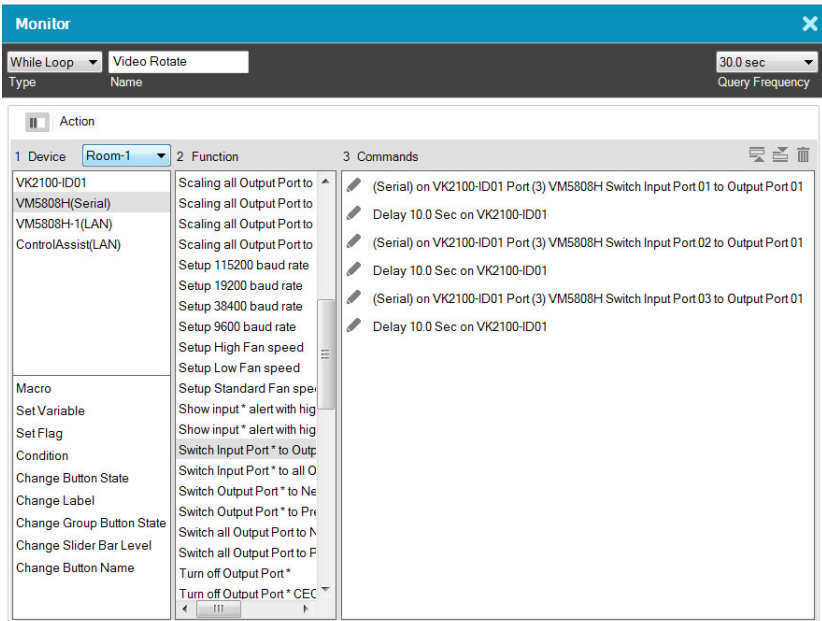 Monitor
While Loop
Video Rotate
30.0 sec
Type
Name
Query Frequency
Action
1 Device
Room-1
2 Function
3 Commands
VK2100-ID01
VM5808H(Serial)
VM5808H-1(LAN)
ControlAssist(LAN)
Macro
Set Variable
Set Flag
Condition
Change Button State
Change Label
Change Group Button State
Change Slider Bar Level
Change Button Name
Scaling all Output Port to
Scaling all Output Port to
Scaling all Output Port to
Scaling all Output Port to
Setup 115200 baud rate
Setup 19200 baud rate
Setup 38400 baud rate
Setup 9600 baud rate
Setup High Fan speed
Setup Low Fan speed
Setup Standard Fan spe
Show input * alert with hig
Show input * alert with hig
Switch Input Port * to Outp
Switch Input Port * to all O
Switch Output Port * to Ne
Switch Output Port * to Pre
Switch all Output Port to N
Switch all Output Port to P
Turn off Output Port *
Turn off Output Port * CEC
(Serial) on VK2100-ID01 Port (3) VM5808H Switch Input Port 01 to Output Port 01
Delay 10.0 Sec on VK2100-ID01
(Serial) on VK2100-ID01 Port (3) VM5808H Switch Input Port 02 to Output Port 01
Delay 10.0 Sec on VK2100-ID01
(Serial) on VK2100-ID01 Port (3) VM5808H Switch Input Port 03 to Output Port 01
Delay 10.0 Sec on VK2100-ID01